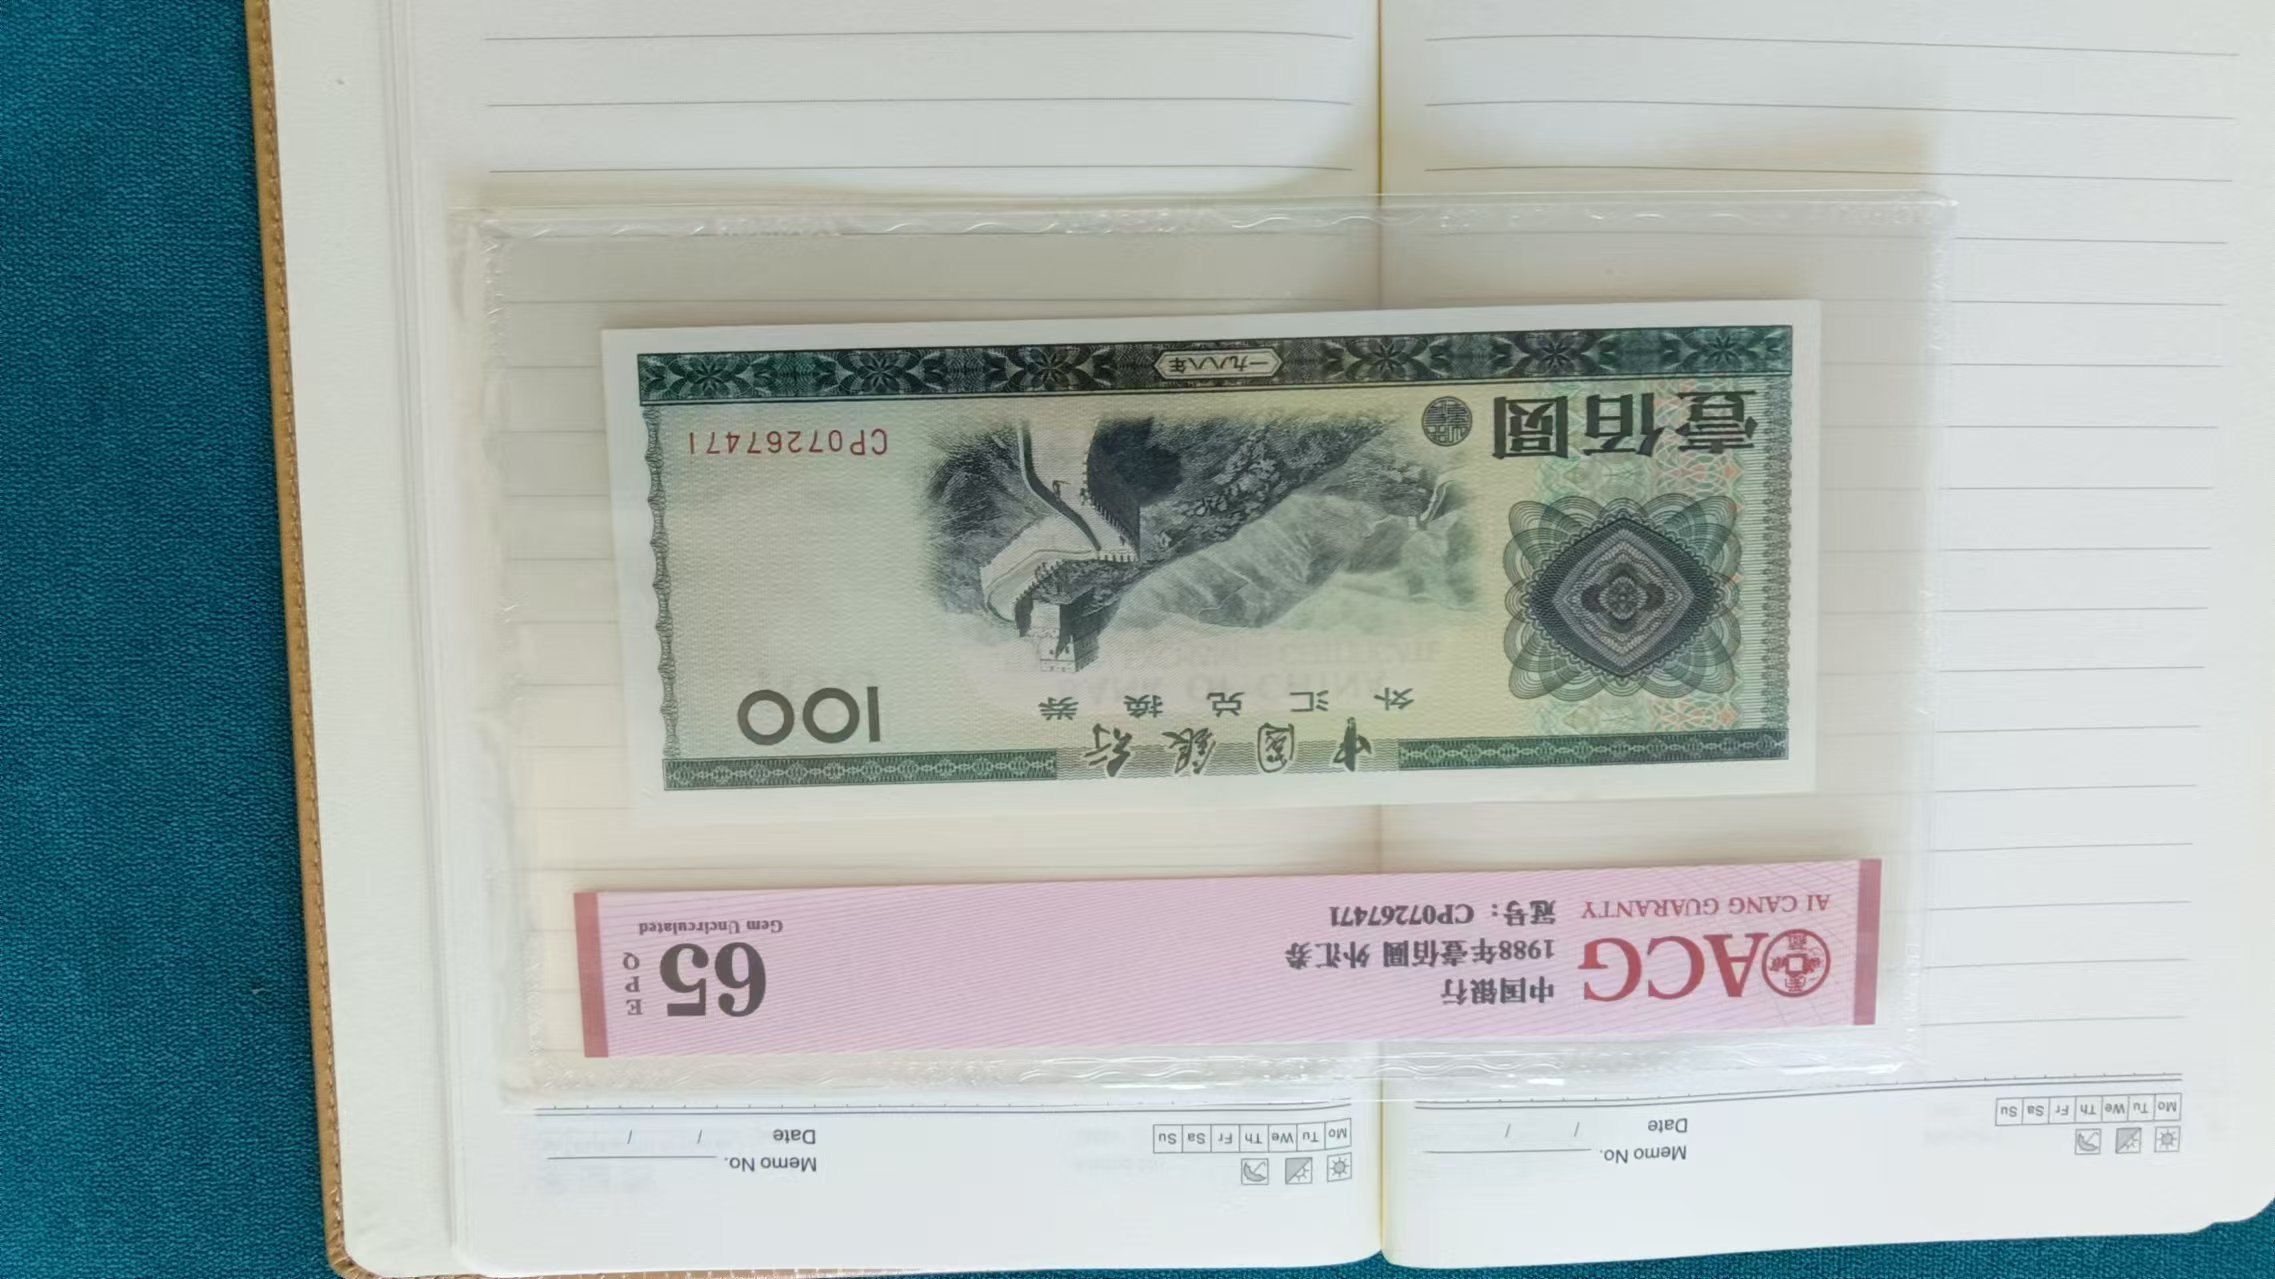 Memo No.
Date / /
Mo Tu We Th Fr Sa Su
Memo No.
Date / /
Mo Tu We Th Fr Sa Su
ACG
AI CANG GUARANTY
中国银行
1988年壹佰圆 外汇券
冠号：CP07267471
65
EPQ
Gem Uncirculated
中國銀行
外汇兑换券
100
壹佰圆
CP07267471
一九八八年